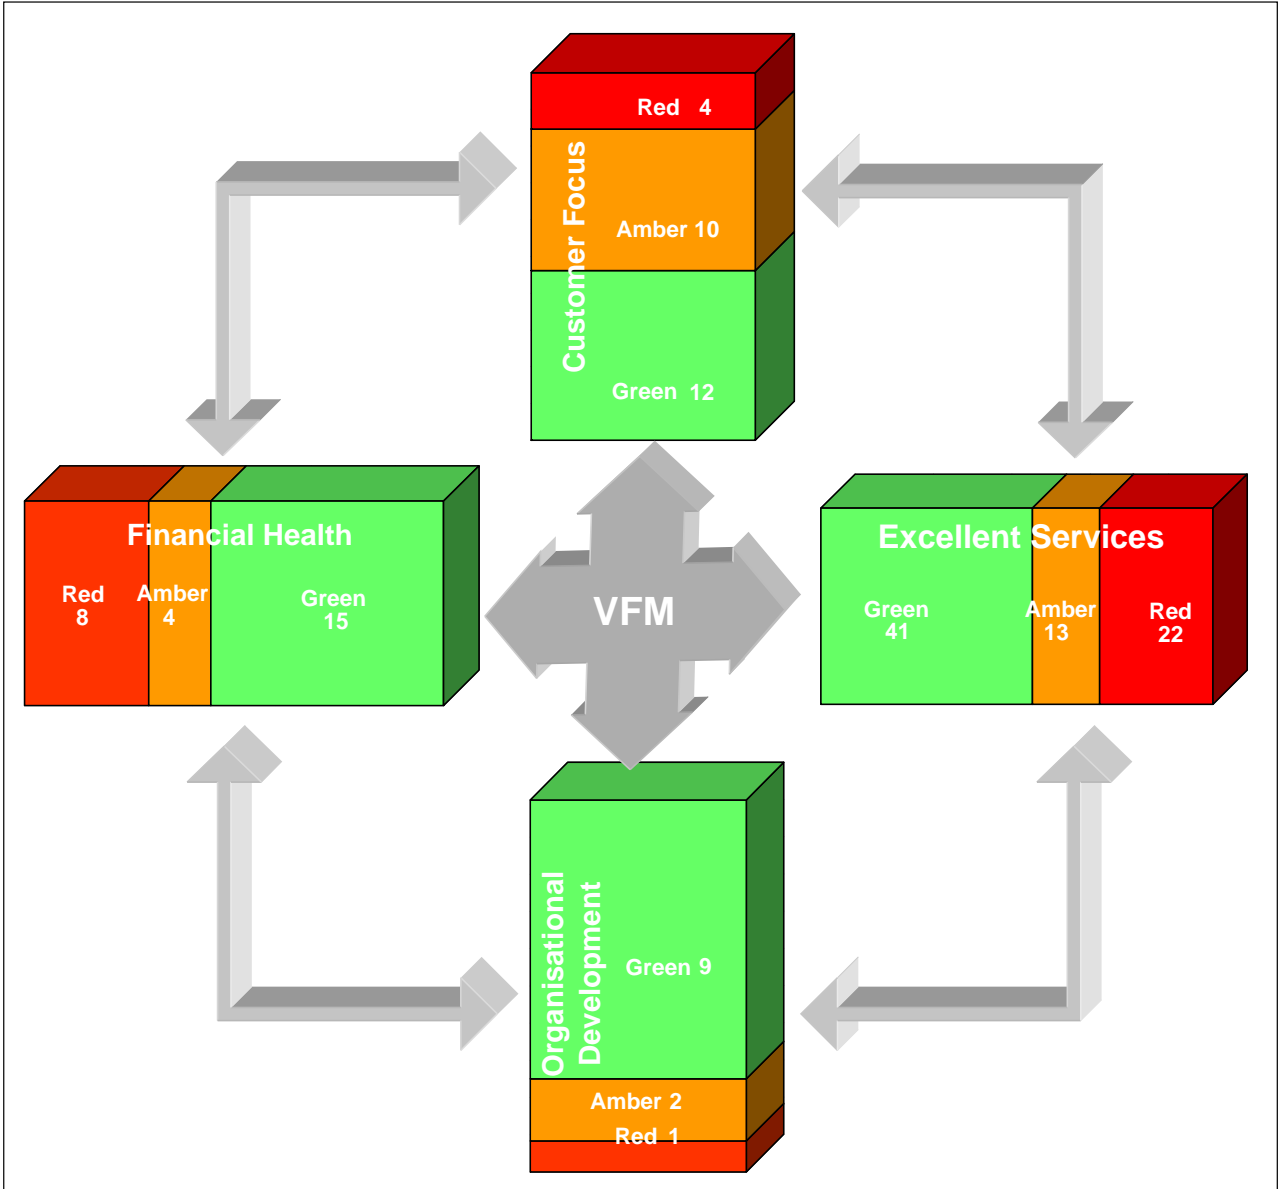 Red 4
Customer Focus
Amber 10
Green 12
Financial Health
Red
8
Amber
4
Green
15
VFM
Excellent Services
Green
41
Amber
13
Red
22
Organisational
Development
Green 9
Amber 2
Red 1